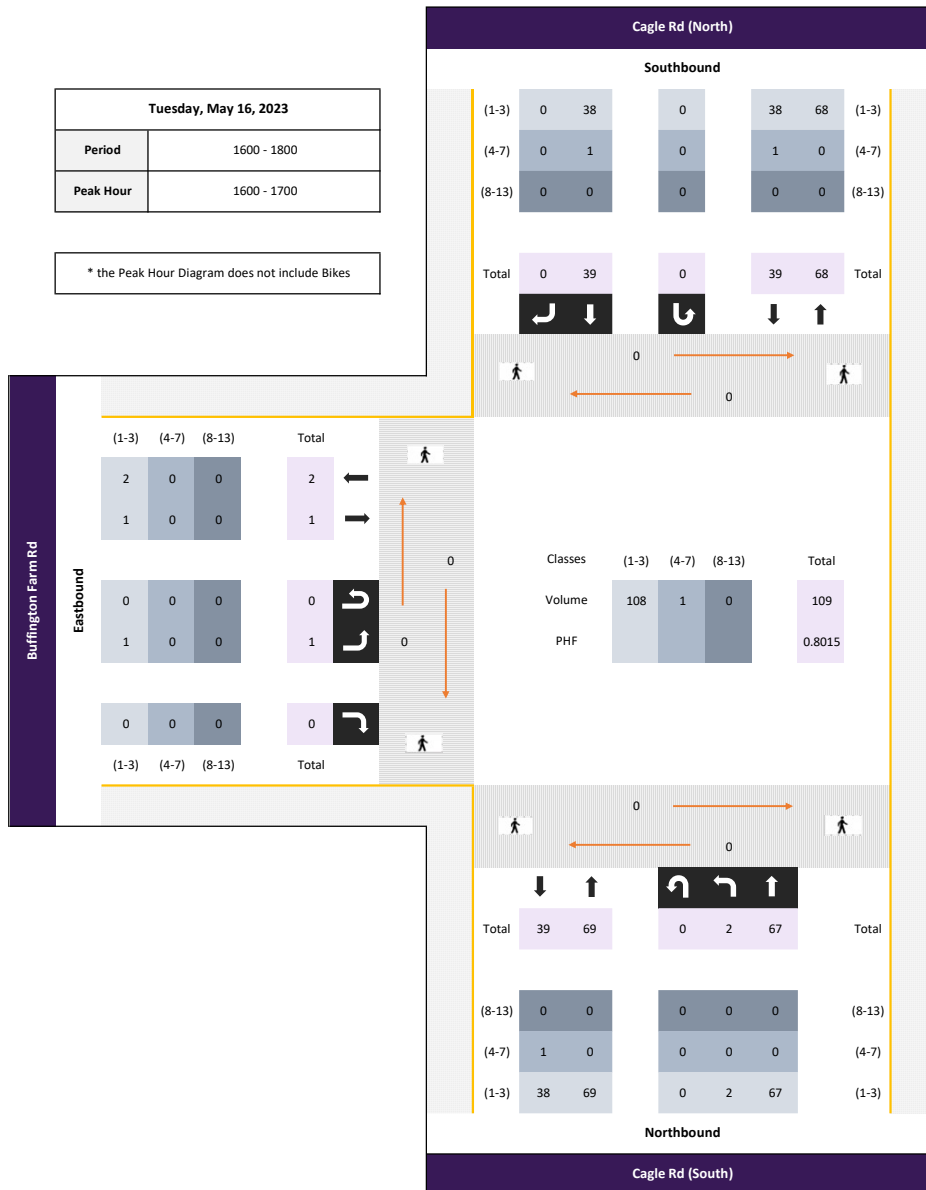 Cagle Rd (North)
Southbound
Tuesday, May 16, 2023
Period 1600 - 1800
Peak Hour 1600 - 1700
* the Peak Hour Diagram does not include Bikes
(1-3) 0 38 0 38 68 (1-3)
(4-7) 0 1 0 1 0 (4-7)
(8-13) 0 0 0 0 0 (8-13)
Total 0 39 0 39 68 Total
0
0
Buffington Farm Rd
Eastbound
(1-3) (4-7) (8-13) Total
2 0 0 2
1 0 0 1
0 0 0 0
1 0 0 1
0 0 0 0
(1-3) (4-7) (8-13) Total
0
0
Classes (1-3) (4-7) (8-13) Total
Volume 108 1 0 109
PHF 0.8015
0
0
Total 39 69 0 2 67 Total
(8-13) 0 0 0 0 0 (8-13)
(4-7) 1 0 0 0 0 (4-7)
(1-3) 38 69 0 2 67 (1-3)
Northbound
Cagle Rd (South)